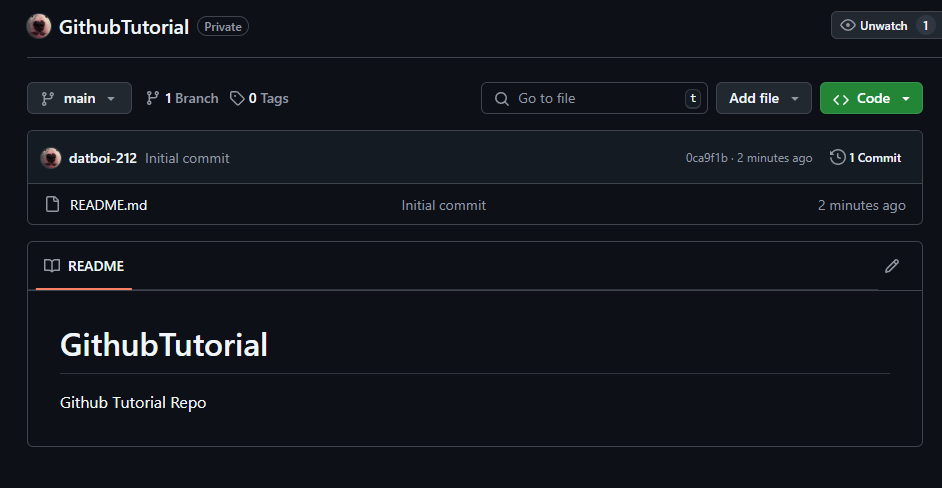 GithubTutorial Private Unwatch 1
main 1 Branch 0 Tags Go to file t Add file Code
datboi-212 Initial commit 0ca9f1b · 2 minutes ago 1 Commit
README.md Initial commit 2 minutes ago
README
GithubTutorial
Github Tutorial Repo